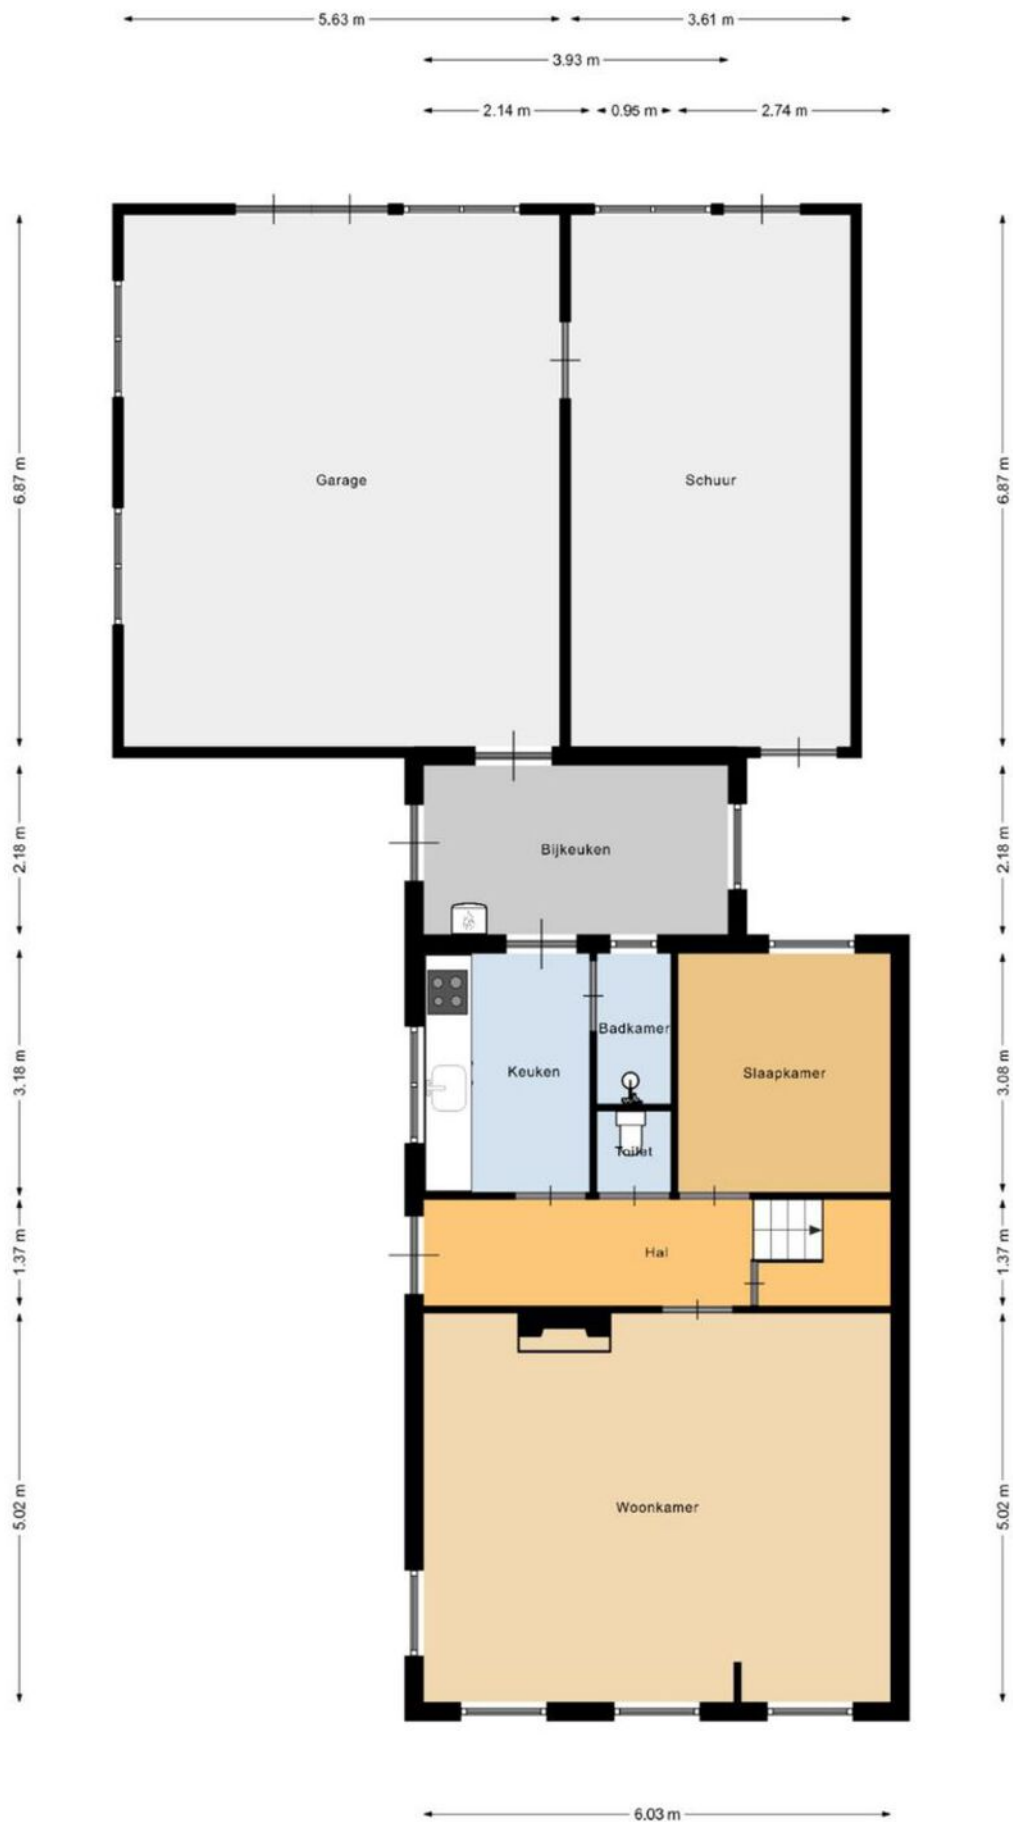 5.63 m
3.61 m
3.93 m
2.14 m
0.95 m
2.74 m
6.87 m
6.87 m
Garage
Schuur
2.18 m
2.18 m
Bijkeuken
3.18 m
3.08 m
Badkamer
Keuken
Slaapkamer
Toilet
1.37 m
1.37 m
Hal
5.02 m
5.02 m
Woonkamer
6.03 m